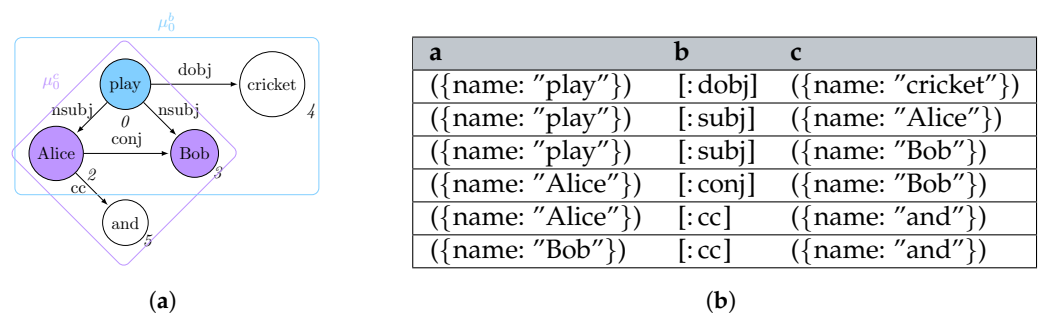 μ₀ᵇ
μ₀ᶜ
play
dobj
cricket
nsubj
nsubj
0
4
conj
Alice
Bob
2
3
cc
and
5
(a)
a b c
({name: ”play”}) [:dobj] ({name: ”cricket”})
({name: ”play”}) [:subj] ({name: ”Alice”})
({name: ”play”}) [:subj] ({name: ”Bob”})
({name: ”Alice”}) [:conj] ({name: ”Bob”})
({name: ”Alice”}) [:cc] ({name: ”and”})
({name: ”Bob”}) [:cc] ({name: ”and”})
(b)